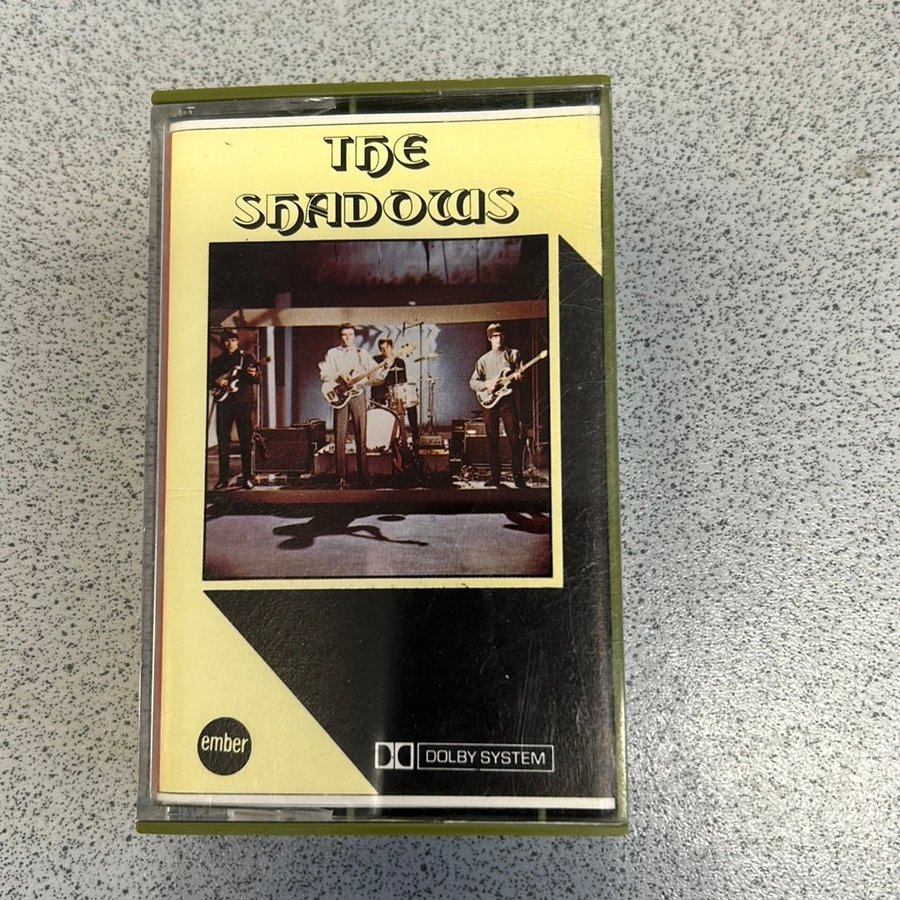 THE
SHADOWS
ember
DOLBY SYSTEM